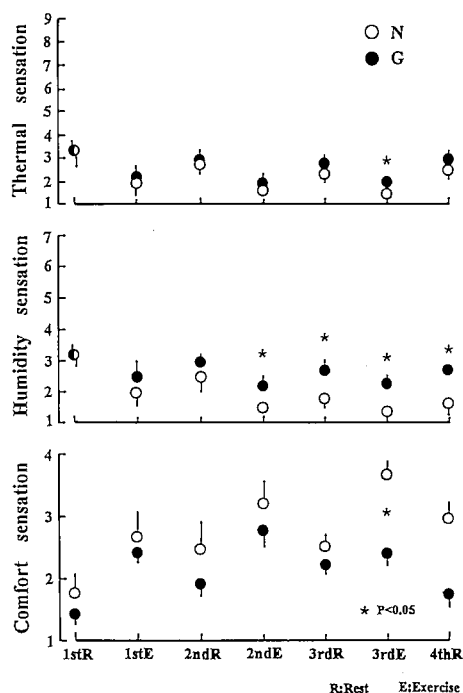 Thermal sensation
9
8
7
6
5
4
3
2
1
N
G
*
Humidity sensation
7
6
5
4
3
2
1
* * * *
Comfort sensation
4
3
2
1
*
* P<0.05
1stR 1stE 2ndR 2ndE 3rdR 3rdE 4thR
R:Rest E:Exercise